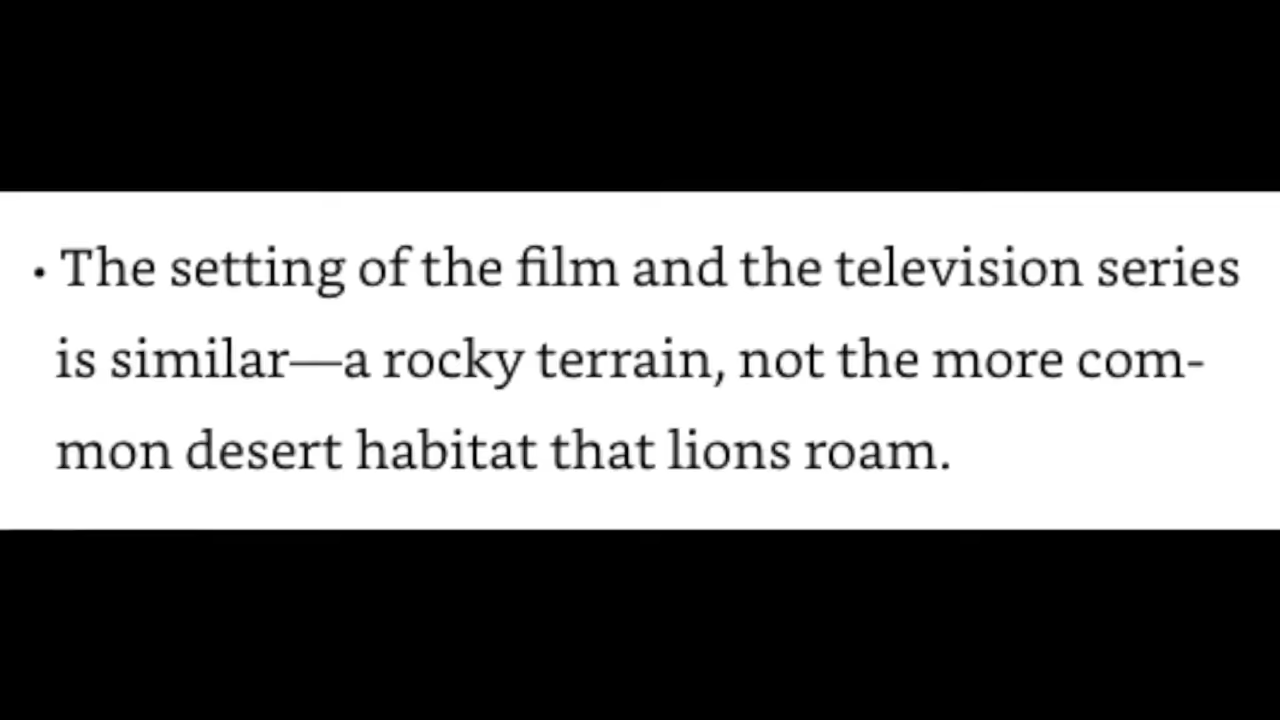 • The setting of the film and the television series
is similar—a rocky terrain, not the more com-
mon desert habitat that lions roam.